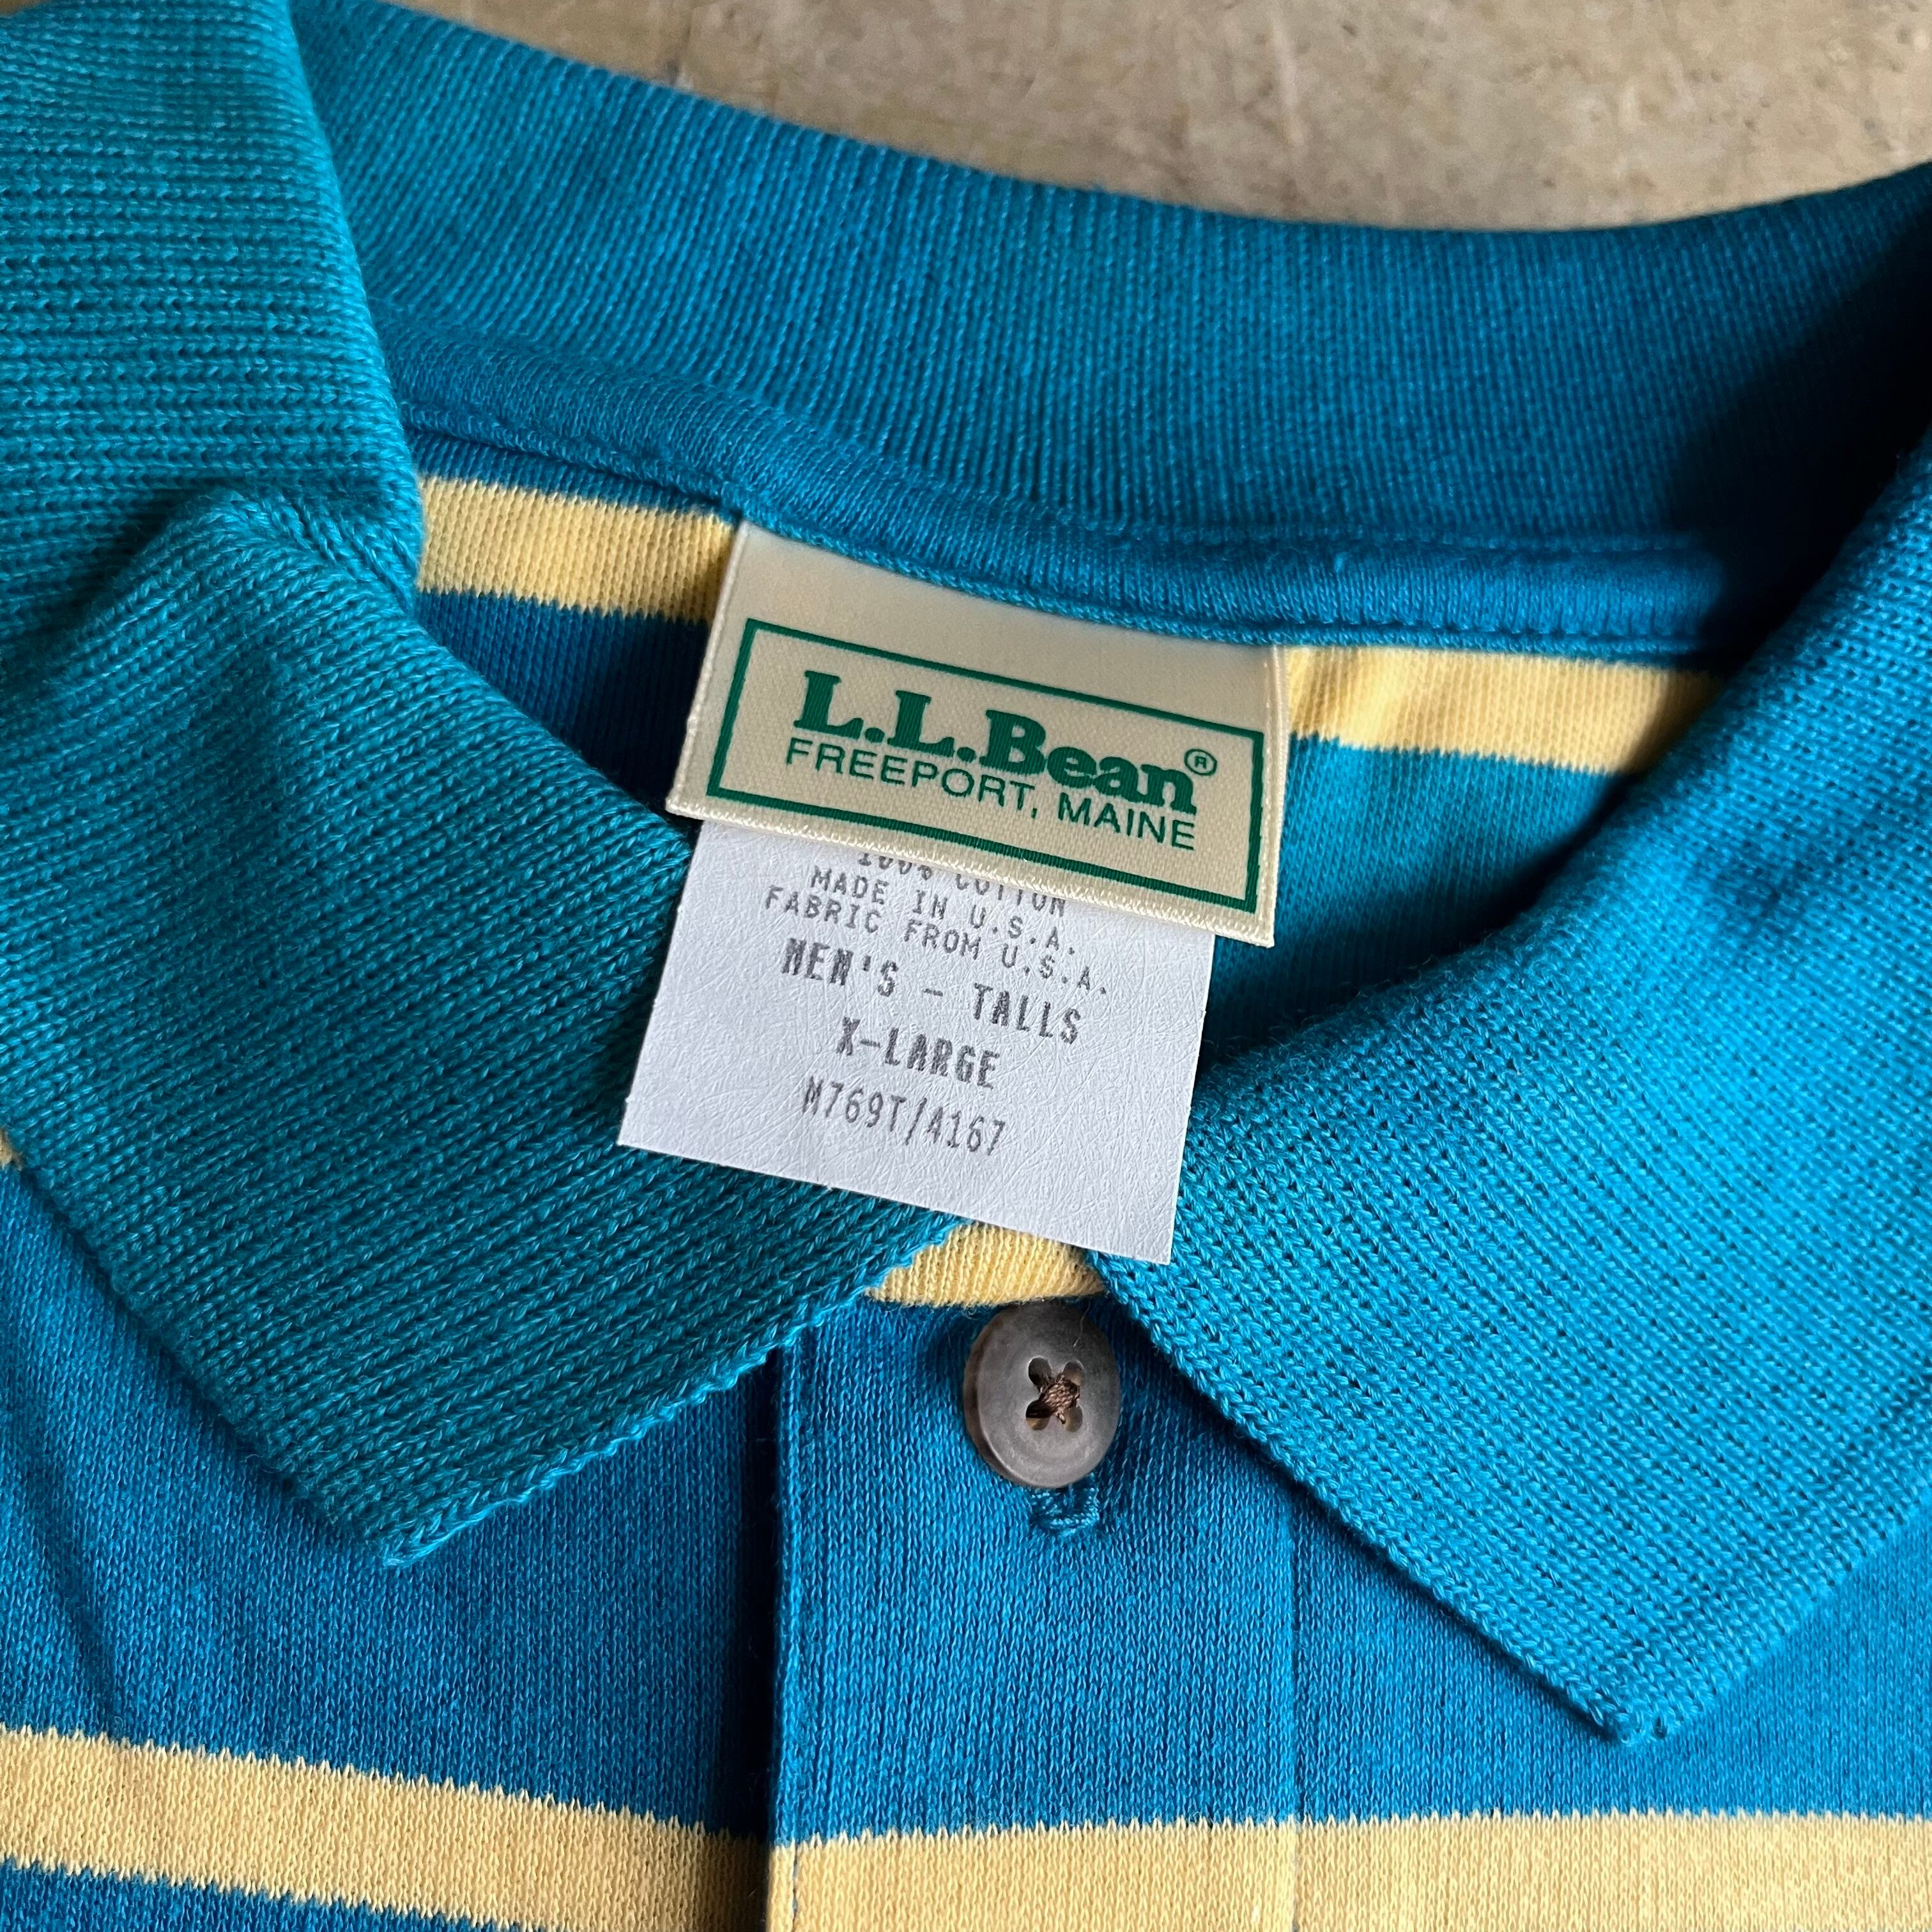 L.L.Bean®
FREEPORT, MAINE
100% COTTON
MADE IN U.S.A.
FABRIC FROM U.S.A.
MEN'S - TALLS
X-LARGE
M769T/4167